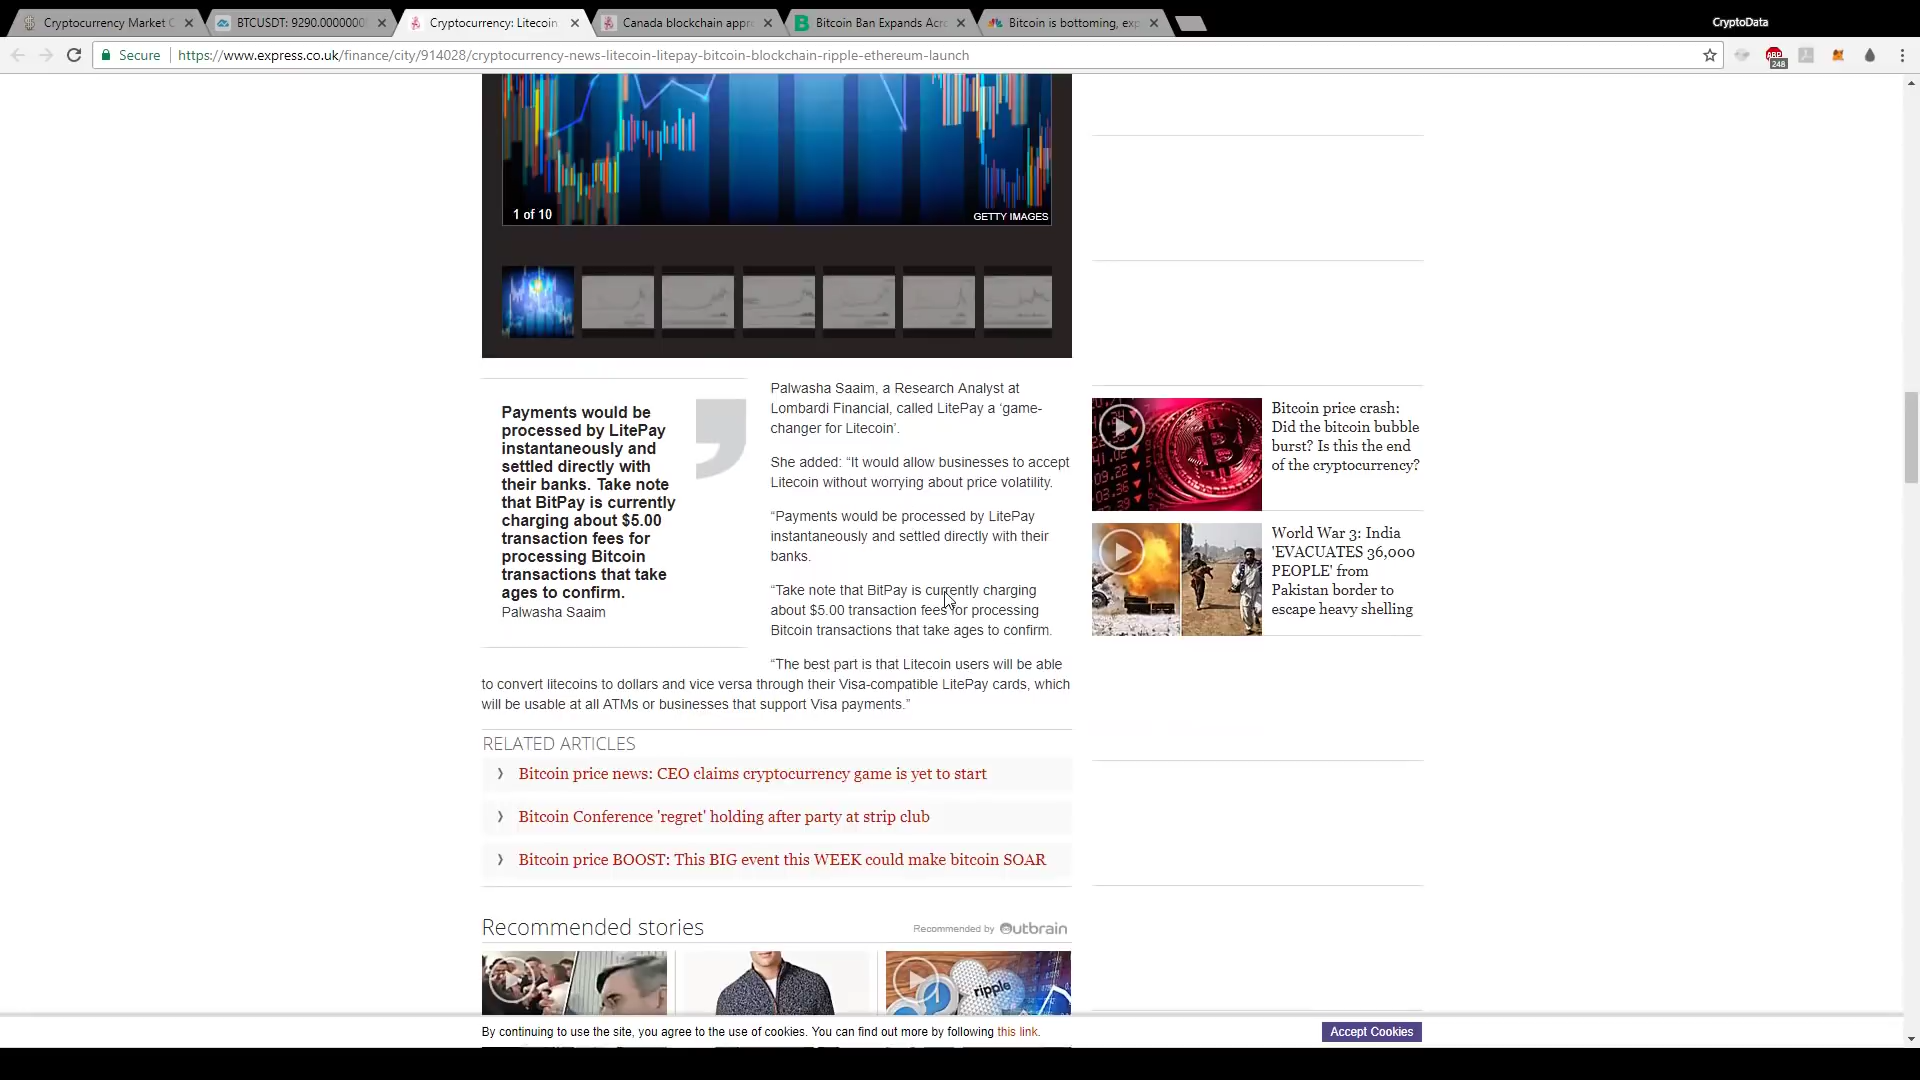 Cryptocurrency Market C
BTCUSDT: 9290.0000000
Cryptocurrency: Litecoin
Canada blockchain appr
Bitcoin Ban Expands Acr
Bitcoin is bottoming, exp
CryptoData
Secure
https://www.express.co.uk/finance/city/914028/cryptocurrency-news-litecoin-litepay-bitcoin-blockchain-ripple-ethereum-launch
ABP
248
1 of 10
GETTY IMAGES
Payments would be
processed by LitePay
instantaneously and
settled directly with
their banks. Take note
that BitPay is currently
charging about $5.00
transaction fees for
processing Bitcoin
transactions that take
ages to confirm.
Palwasha Saaim
Palwasha Saaim, a Research Analyst at
Lombardi Financial, called LitePay a ‘game-
changer for Litecoin’.
She added: “It would allow businesses to accept
Litecoin without worrying about price volatility.
“Payments would be processed by LitePay
instantaneously and settled directly with their
banks.
“Take note that BitPay is currently charging
about $5.00 transaction fees for processing
Bitcoin transactions that take ages to confirm.
“The best part is that Litecoin users will be able
to convert litecoins to dollars and vice versa through their Visa-compatible LitePay cards, which
will be usable at all ATMs or businesses that support Visa payments.”
Bitcoin price crash:
Did the bitcoin bubble
burst? Is this the end
of the cryptocurrency?
World War 3: India
'EVACUATES 36,000
PEOPLE' from
Pakistan border to
escape heavy shelling
RELATED ARTICLES
Bitcoin price news: CEO claims cryptocurrency game is yet to start
Bitcoin Conference 'regret' holding after party at strip club
Bitcoin price BOOST: This BIG event this WEEK could make bitcoin SOAR
Recommended stories
Recommended by Outbrain
ripple
By continuing to use the site, you agree to the use of cookies. You can find out more by following this link.
Accept Cookies